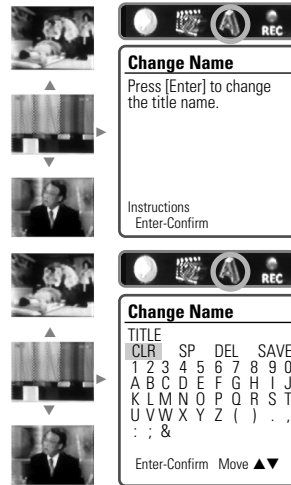 REC
Change Name
Press [Enter] to change
the title name.
Instructions
Enter-Confirm
REC
Change Name
TITLE
CLR SP DEL SAVE
1 2 3 4 5 6 7 8 9 0
A B C D E F G H I J
K L M N O P Q R S T
U V W X Y Z ( ) . ,
: ; &
Enter-Confirm Move ▲▼